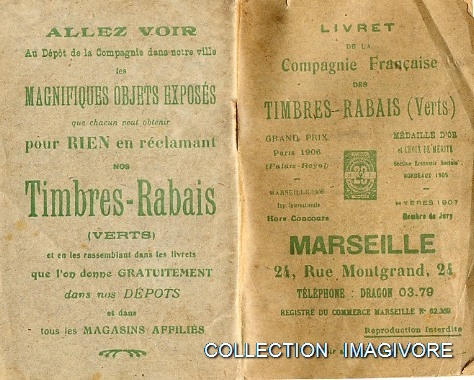 ALLEZ VOIR
Au Dépôt de la Compagnie dans notre ville
les
MAGNIFIQUES OBJETS EXPOSÉS
que chacun peut obtenir
pour RIEN en réclamant
NOS
Timbres-Rabais
(VERTS)
et en les rassemblant dans les livrets
que l'on donne GRATUITEMENT
dans nos DÉPOTS
et dans
tous les MAGASINS AFFILIÉS
LIVRET
DE LA
Compagnie Française
DES
TIMBRES-RABAIS (Verts)
GRAND PRIX
Paris 1906
(Palais-Royal)
MARSEILLE 1906
Hors Concours
MÉDAILLE D'OR
et CROIX DE MÉRITE
BORDEAUX 1905
HYÈRES 1907
Membre du Jury
MARSEILLE
24, Rue Montgrand, 24
TÉLÉPHONE : DRAGON 03.79
REGISTRE DU COMMERCE MARSEILLE Nº 62.369
Reproduction Interdite
COLLECTION IMAGIVORE